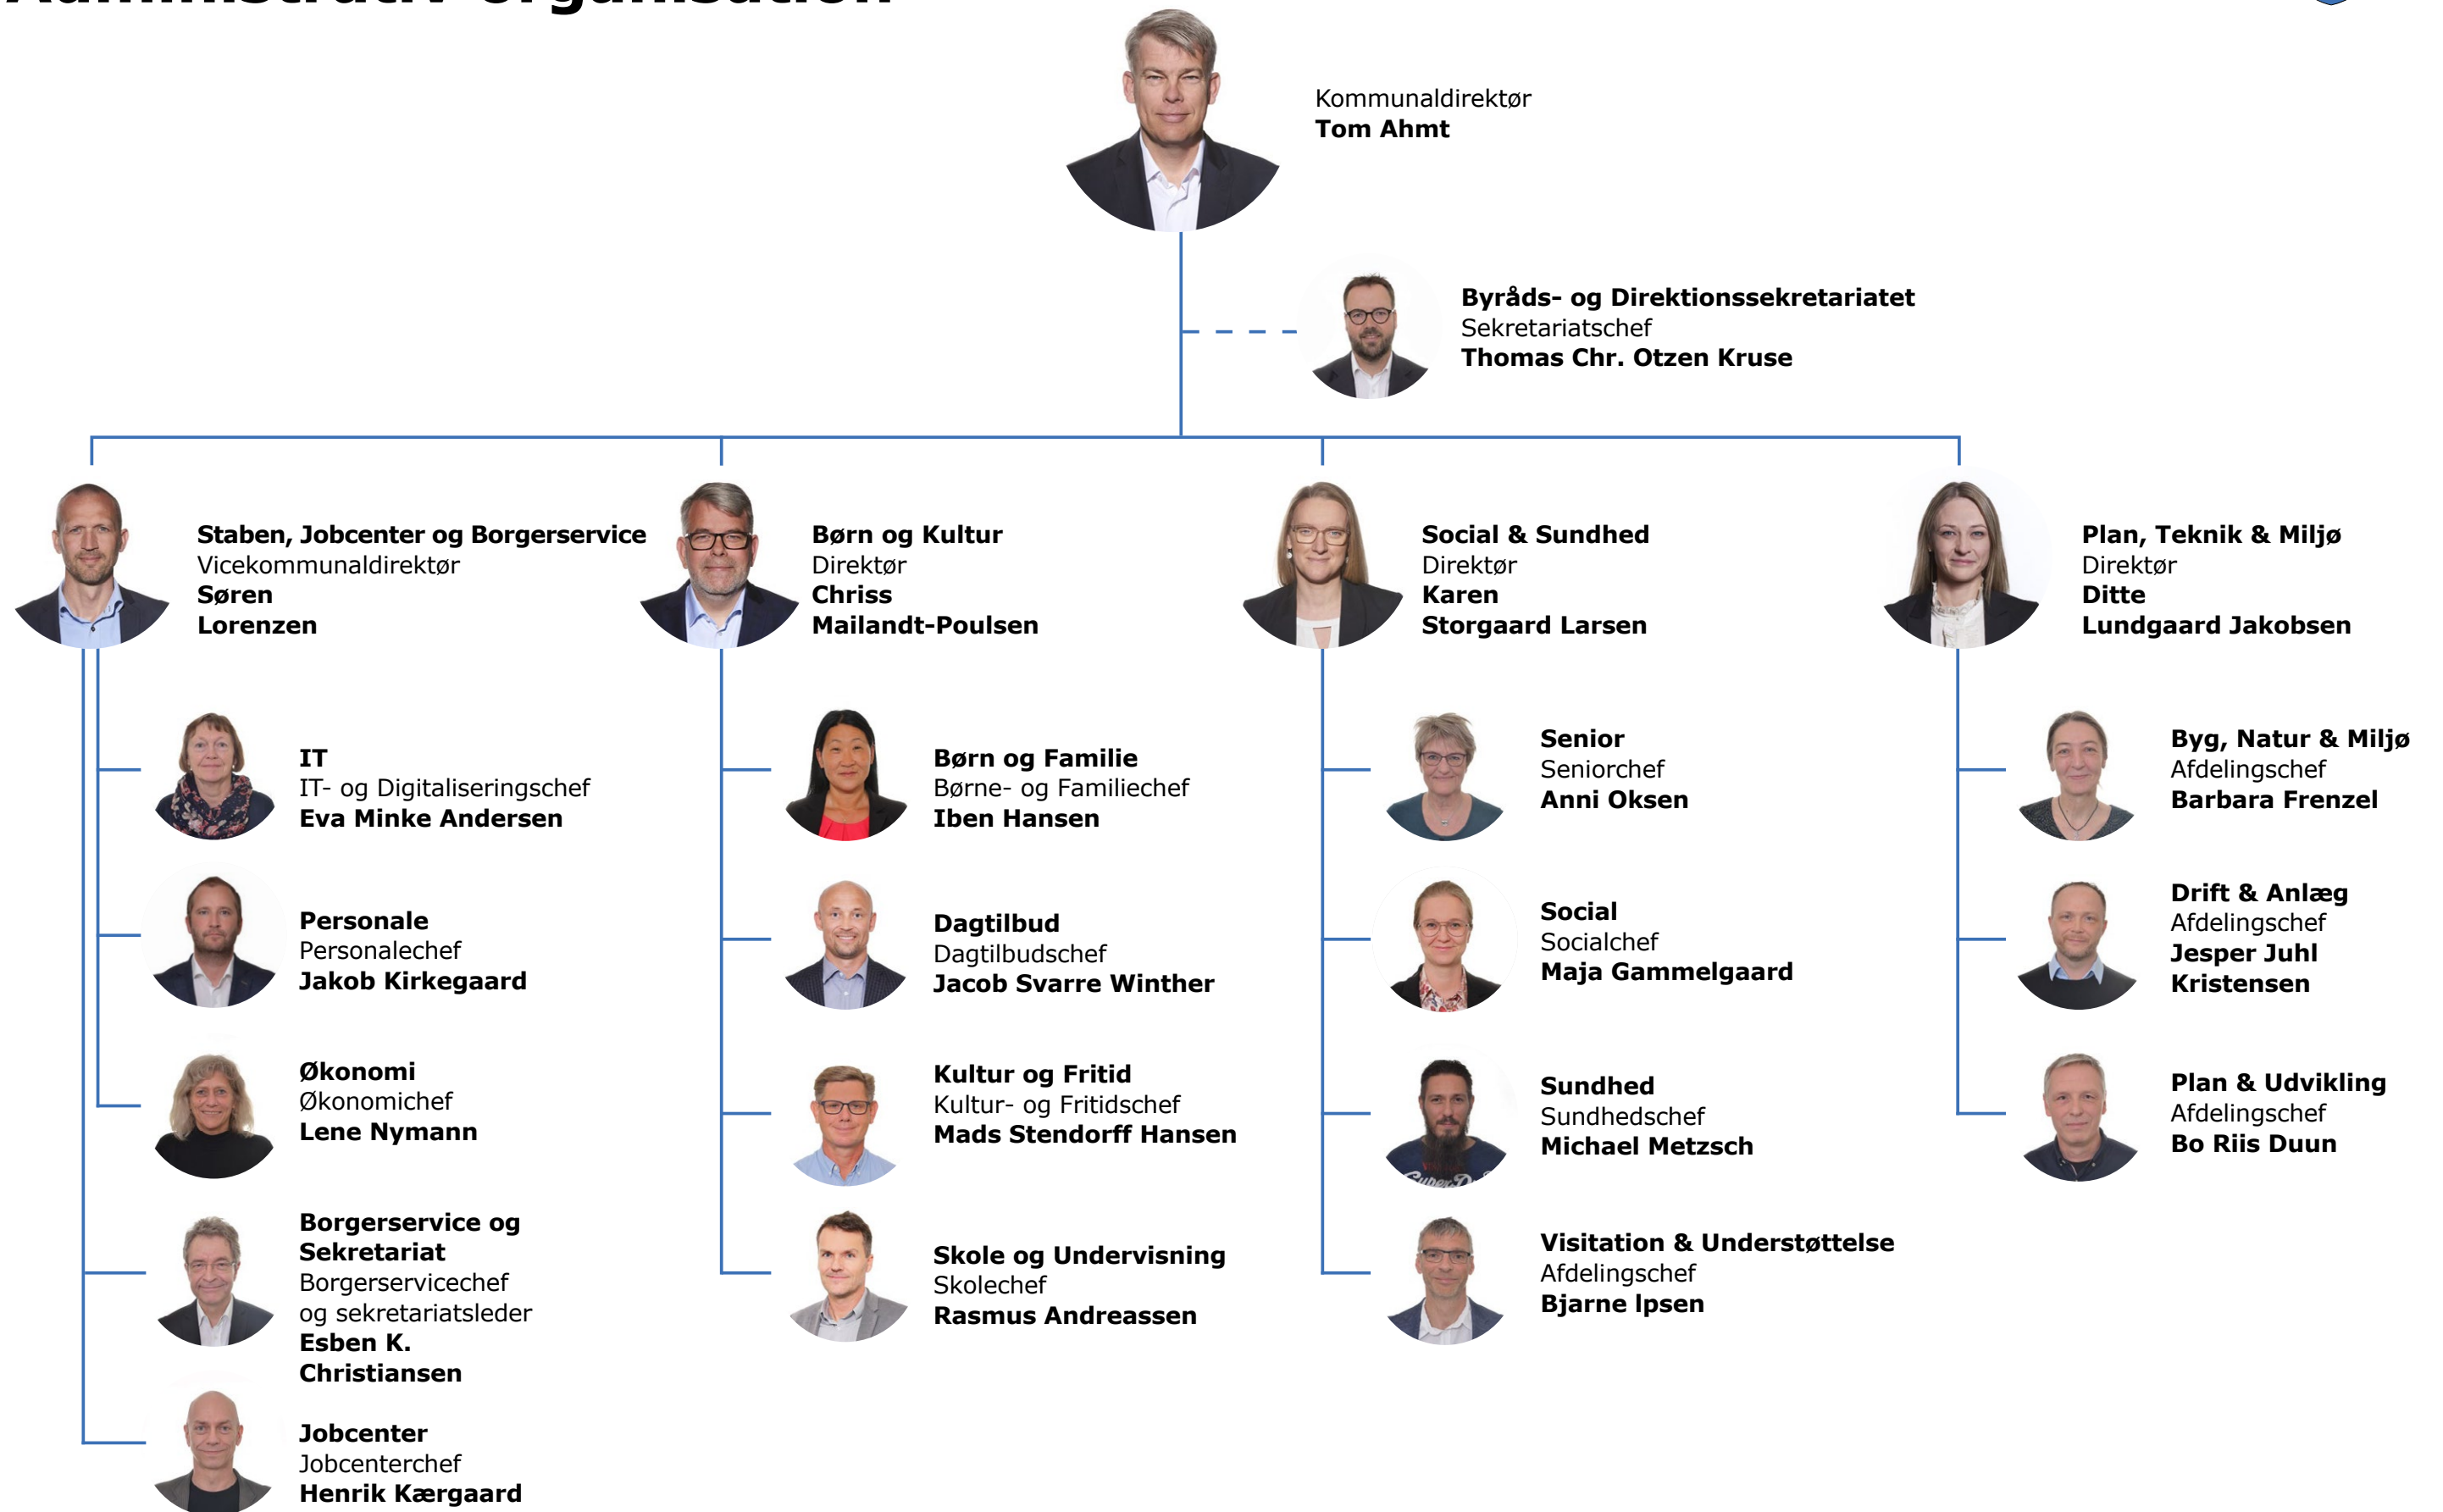 Administrativ organisation
Kommunaldirektør
Tom Ahmt
Byråds- og Direktionssekretariatet
Sekretariatschef
Thomas Chr. Otzen Kruse
Staben, Jobcenter og Borgerservice
Vicekommunaldirektør
Søren
Lorenzen
Børn og Kultur
Direktør
Chriss
Mailandt-Poulsen
Social & Sundhed
Direktør
Karen
Storgaard Larsen
Plan, Teknik & Miljø
Direktør
Ditte
Lundgaard Jakobsen
IT
IT- og Digitaliseringschef
Eva Minke Andersen
Personale
Personalechef
Jakob Kirkegaard
Økonomi
Økonomichef
Lene Nymann
Borgerservice og
Sekretariat
Borgerservicechef
og sekretariatsleder
Esben K.
Christiansen
Jobcenter
Jobcenterchef
Henrik Kærgaard
Børn og Familie
Børne- og Familiechef
Iben Hansen
Dagtilbud
Dagtilbudschef
Jacob Svarre Winther
Kultur og Fritid
Kultur- og Fritidschef
Mads Stendorff Hansen
Skole og Undervisning
Skolechef
Rasmus Andreassen
Senior
Seniorchef
Anni Oksen
Social
Socialchef
Maja Gammelgaard
Sundhed
Sundhedschef
Michael Metzsch
Visitation & Understøttelse
Afdelingschef
Bjarne Ipsen
Byg, Natur & Miljø
Afdelingschef
Barbara Frenzel
Drift & Anlæg
Afdelingschef
Jesper Juhl
Kristensen
Plan & Udvikling
Afdelingschef
Bo Riis Duun